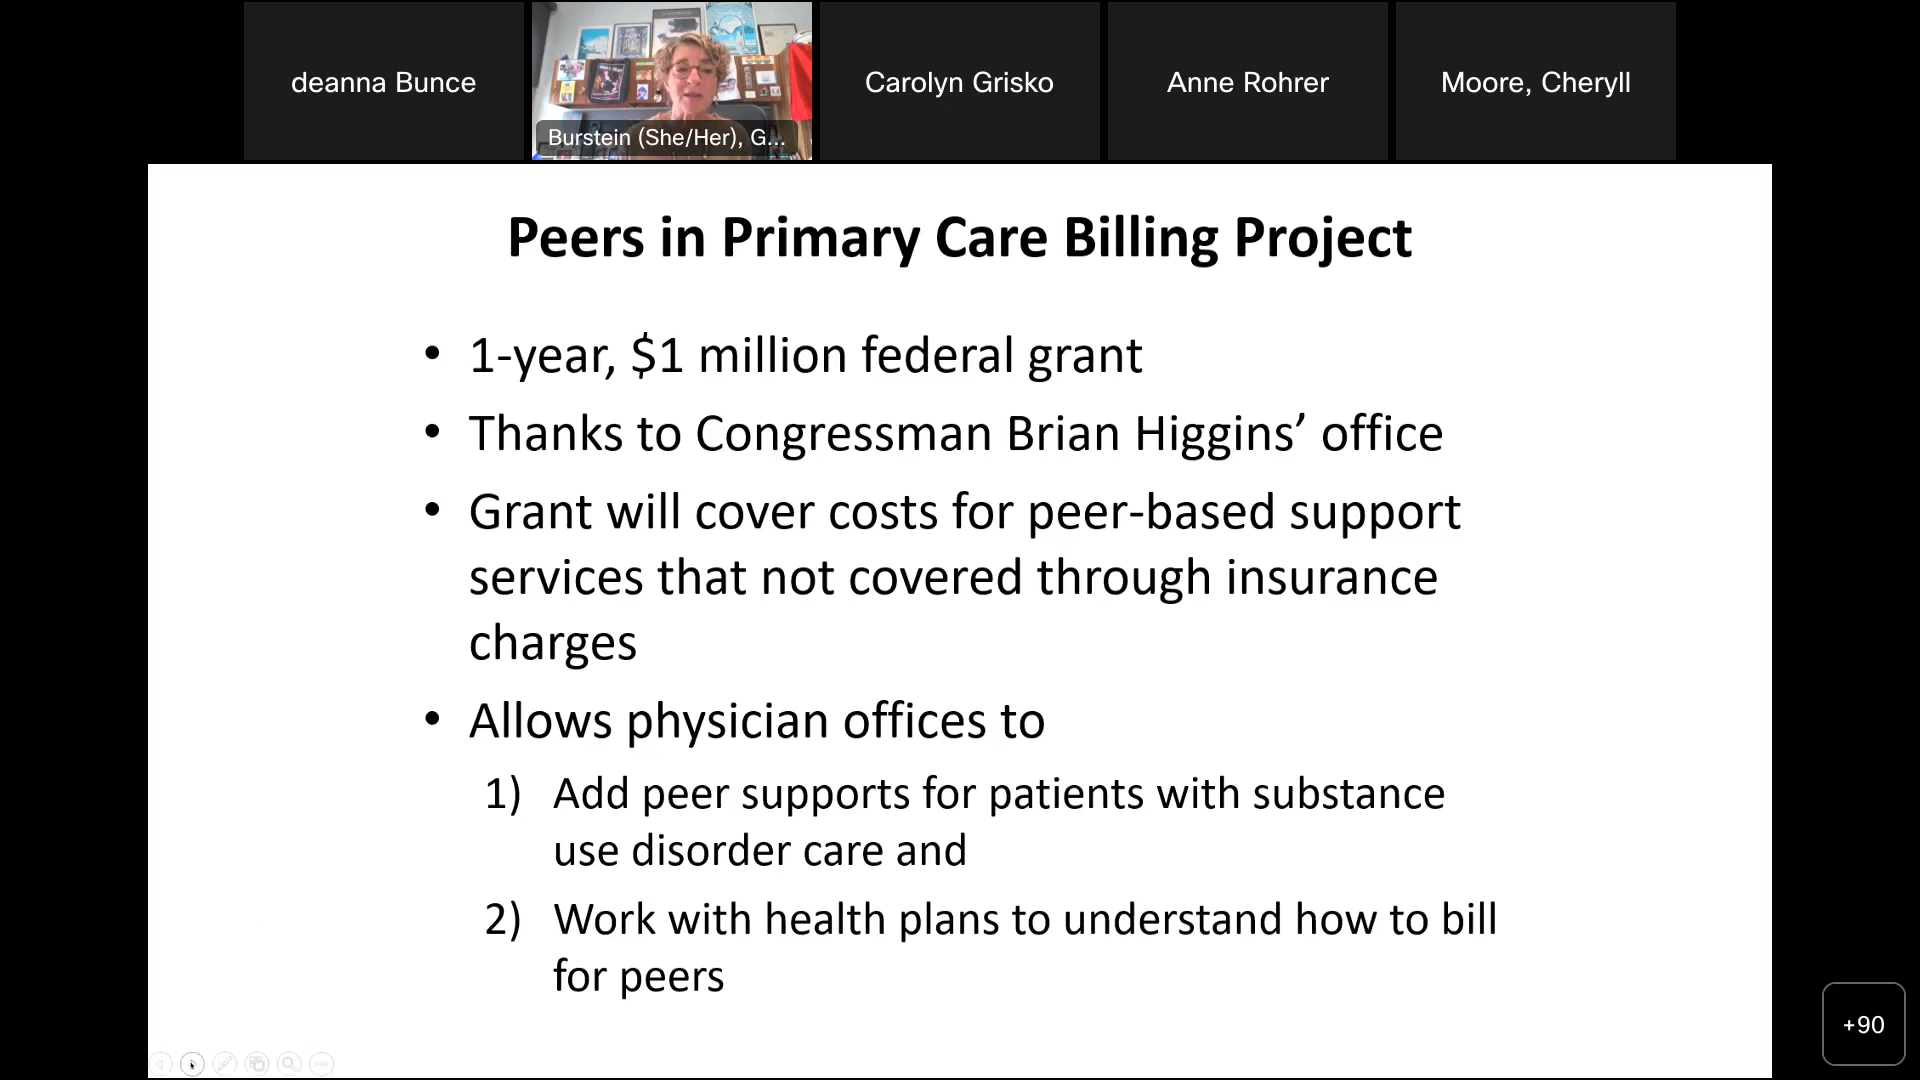 deanna Bunce
Burstein (She/Her), G...
Carolyn Grisko
Anne Rohrer
Moore, Cheryll
Peers in Primary Care Billing Project
• 1-year, $1 million federal grant
• Thanks to Congressman Brian Higgins’ office
• Grant will cover costs for peer-based support
services that not covered through insurance
charges
• Allows physician offices to
1) Add peer supports for patients with substance
use disorder care and
2) Work with health plans to understand how to bill
for peers
+90